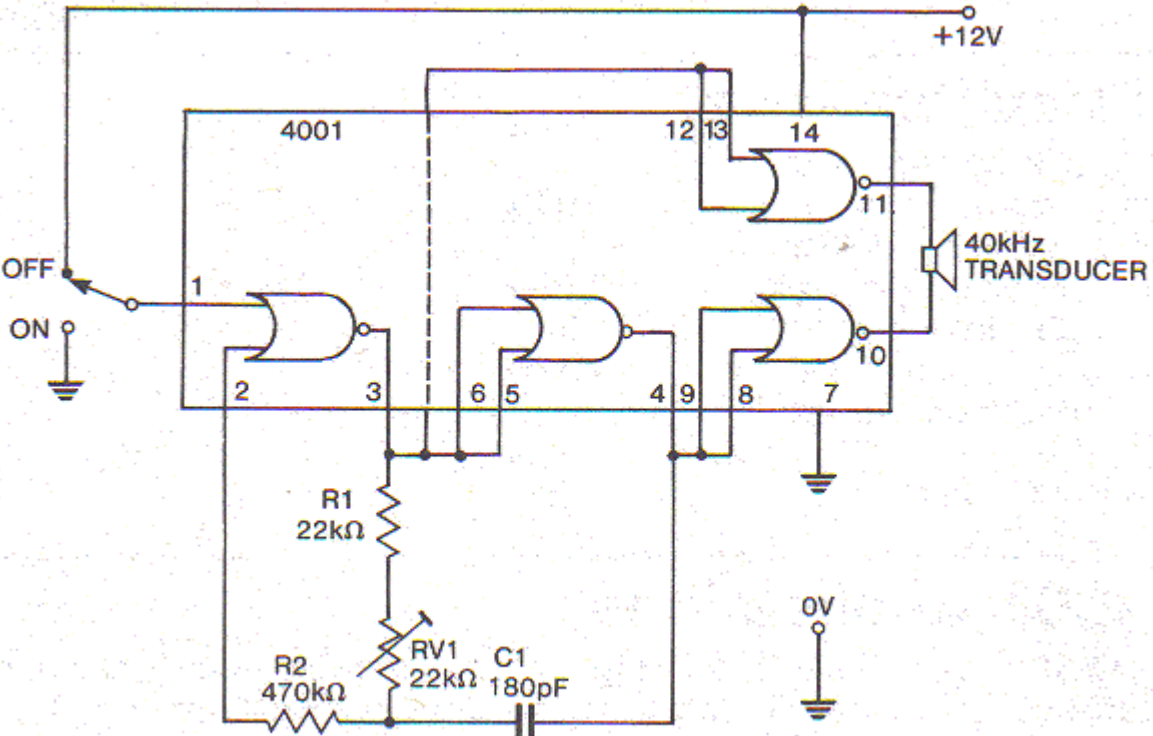 +12V
4001
12 13
14
11
40kHz
TRANSDUCER
OFF
1
ON
10
2
3
6 5
4
9
8
7
R1
22kΩ
0V
RV1
22kΩ
C1
180pF
R2
470kΩ